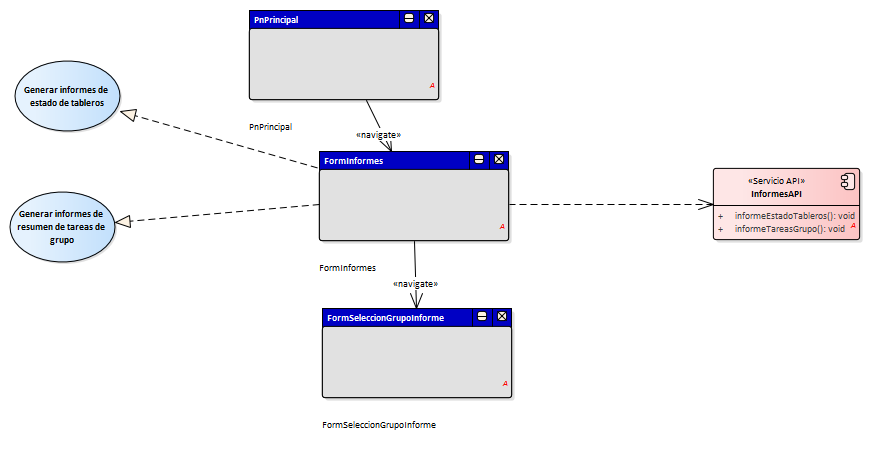 PnPrincipal
A
PnPrincipal
Generar informes de
estado de tableros
«navigate»
FormInformes
A
FormInformes
Generar informes de
resumen de tareas de
grupo
«Servicio API»
InformesAPI
+ informeEstadoTableros(): void
+ informeTareasGrupo(): void
A
«navigate»
FormSeleccionGrupoInforme
A
FormSeleccionGrupoInforme